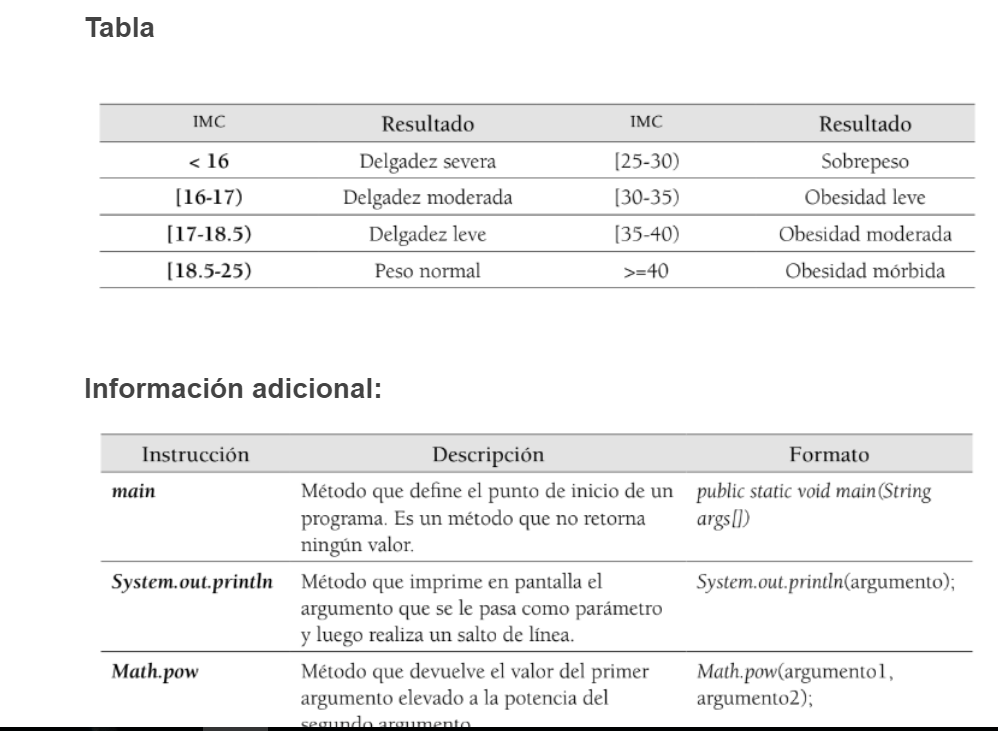 Tabla
IMC Resultado IMC Resultado
< 16 Delgadez severa [25-30) Sobrepeso
[16-17) Delgadez moderada [30-35) Obesidad leve
[17-18.5) Delgadez leve [35-40) Obesidad moderada
[18.5-25) Peso normal >=40 Obesidad mórbida
Información adicional:
Instrucción Descripción Formato
main Método que define el punto de inicio de un public static void main(String
programa. Es un método que no retorna args[])
ningún valor.
System.out.println Método que imprime en pantalla el System.out.println(argumento);
argumento que se le pasa como parámetro
y luego realiza un salto de línea.
Math.pow Método que devuelve el valor del primer Math.pow(argumento1,
argumento elevado a la potencia del argumento2);
segundo argumento